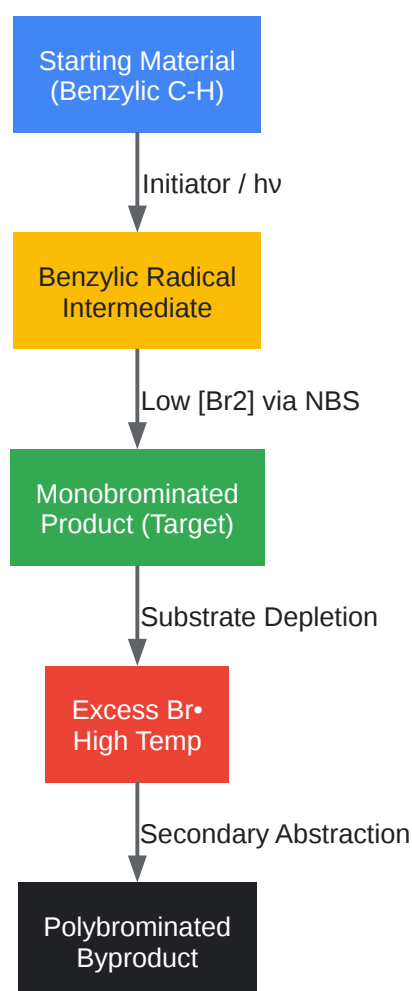 Starting Material
(Benzylic C-H)
Initiator / hν
Benzylic Radical
Intermediate
Low [Br2] via NBS
Monobrominated
Product (Target)
Substrate Depletion
Excess Br•
High Temp
Secondary Abstraction
Polybrominated
Byproduct